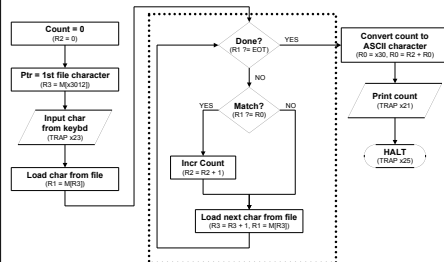 Count = 0
(R2 = 0)
Ptr = 1st file character
(R3 = M[x3012])
Input char
from keybd
(TRAP x23)
Load char from file
(R1 = M[R3])
Done?
(R1 ?= EOT)
YES
NO
Match?
(R1 ?= R0)
YES
NO
Incr Count
(R2 = R2 + 1)
Load next char from file
(R3 = R3 + 1, R1 = M[R3])
Convert count to
ASCII character
(R0 = x30, R0 = R2 + R0)
Print count
(TRAP x21)
HALT
(TRAP x25)